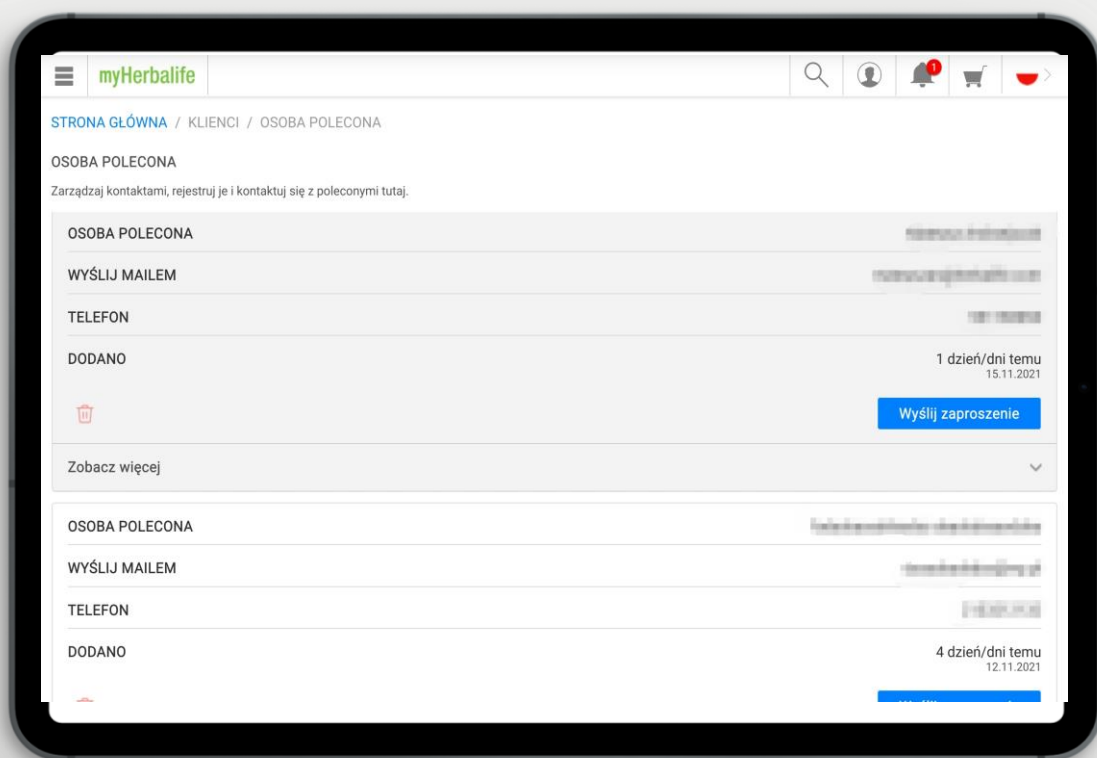 myHerbalife
1
STRONA GŁÓWNA / KLIENCI / OSOBA POLECONA
OSOBA POLECONA
Zarządzaj kontaktami, rejestruj je i kontaktuj się z poleconymi tutaj.
OSOBA POLECONA
WYŚLIJ MAILEM
TELEFON
DODANO
1 dzień/dni temu
15.11.2021
Wyślij zaproszenie
Zobacz więcej
OSOBA POLECONA
WYŚLIJ MAILEM
TELEFON
DODANO
4 dzień/dni temu
12.11.2021